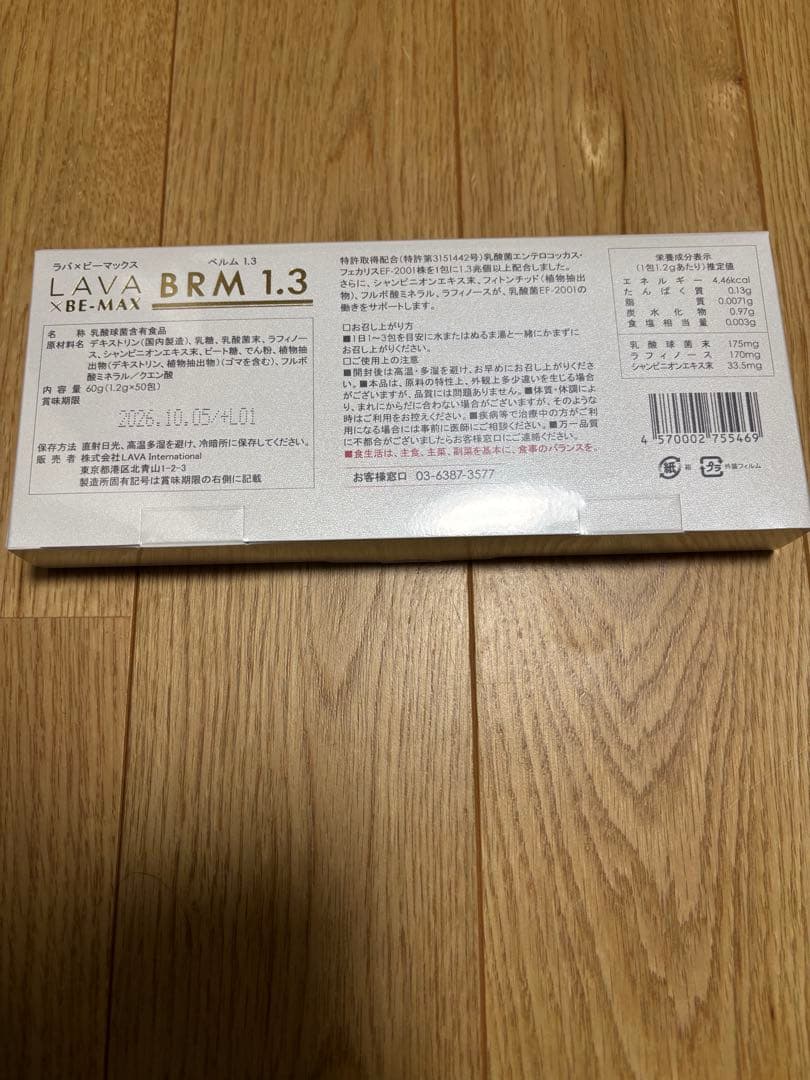 ラバ×ビーマックス
ベルム 1.3
LAVA
×BE-MAX
BRM 1.3
名 称 乳酸球菌含有食品
原材料名 デキストリン(国内製造)、乳糖、乳酸菌末、ラフィノー
ス、シャンピニオンエキス末、ビート糖、でん粉、植物抽
出物(デキストリン、植物抽出物)(ゴマを含む)、フルボ
酸ミネラル/クエン酸
内 容 量 60g(1.2g×50包)
賞味期限
2026.10.05/+L01
保存方法 直射日光、高温多湿を避け、冷暗所に保存してください。
販 売 者 株式会社LAVA International
東京都港区北青山1-2-3
製造所固有記号は賞味期限の右側に記載
特許取得配合(特許第3151442号)乳酸菌エンテロコッカス・
フェカリスEF-2001株を1包に1.3兆個以上配合しました。
さらに、シャンピニオンエキス末、フィトンチッド(植物抽出
物)、フルボ酸ミネラル、ラフィノースが、乳酸菌EF-2001の
働きをサポートします。
□お召し上がり方
■1日1~3包を目安に水またはぬるま湯と一緒にかまずに
お召し上がりください。
□ご使用上の注意
■開封後は高温・多湿を避け、お早めにお召し上がりくださ
い。■本品は、原料の特性上、外観上多少違いを生じる場合
がございますが、品質には問題ありません。■体質・体調によ
り、まれにからだに合わない場合がございますが、そのような
時はご利用をお控えください。■疾病等で治療中の方がご利
用になる場合には事前に医師にご相談ください。■万一品
質に不都合がございましたらお客様窓口にご連絡ください。
■食生活は、主食、主菜、副菜を基本に、食事のバランスを。
お客様窓口 03-6387-3577
栄養成分表示
(1包1.2gあたり)推定値
エネルギー 4.46kcal
たんぱく質 0.13g
脂質 0.0071g
炭水化物 0.97g
食塩相当量 0.003g
乳酸球菌末 175mg
ラフィノース 170mg
シャンピニオンエキス末 33.5mg
4 570002 755469
紙 箱 プラ 外装フィルム